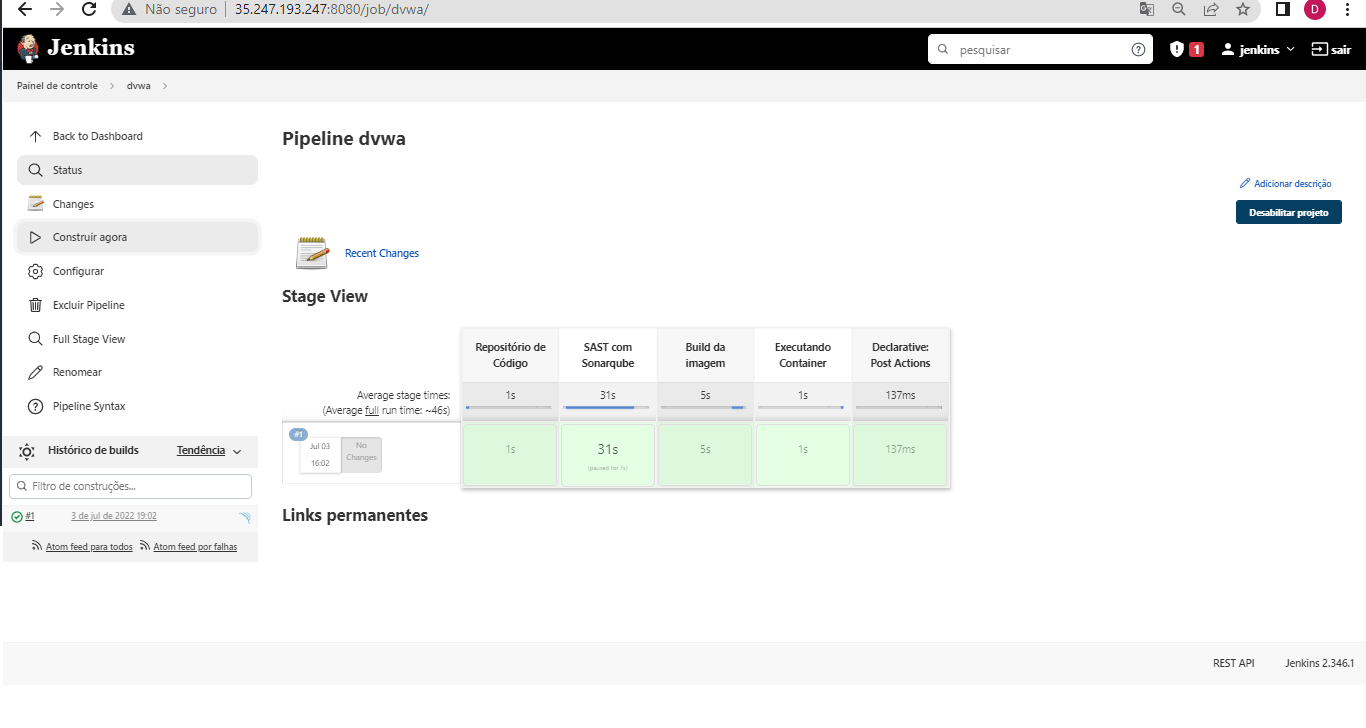 Não seguro
35.247.193.247:8080/job/dvwa/
D
Jenkins
pesquisar
1
jenkins
sair
Painel de controle
dvwa
Back to Dashboard
Status
Changes
Construir agora
Configurar
Excluir Pipeline
Full Stage View
Renomear
Pipeline Syntax
Histórico de builds
Tendência
Filtro de construções...
#1
3 de jul de 2022 19:02
Atom feed para todos
Atom feed por falhas
Pipeline dvwa
Adicionar descrição
Desabilitar projeto
Recent Changes
Stage View
Repositório de
Código
SAST com
Sonarqube
Build da
imagem
Executando
Container
Declarative:
Post Actions
Average stage times:
(Average full run time: ~46s)
1s
31s
5s
1s
137ms
#1
Jul 03
16:02
No
Changes
1s
31s
(paused for 7s)
5s
1s
137ms
Links permanentes
REST API
Jenkins 2.346.1